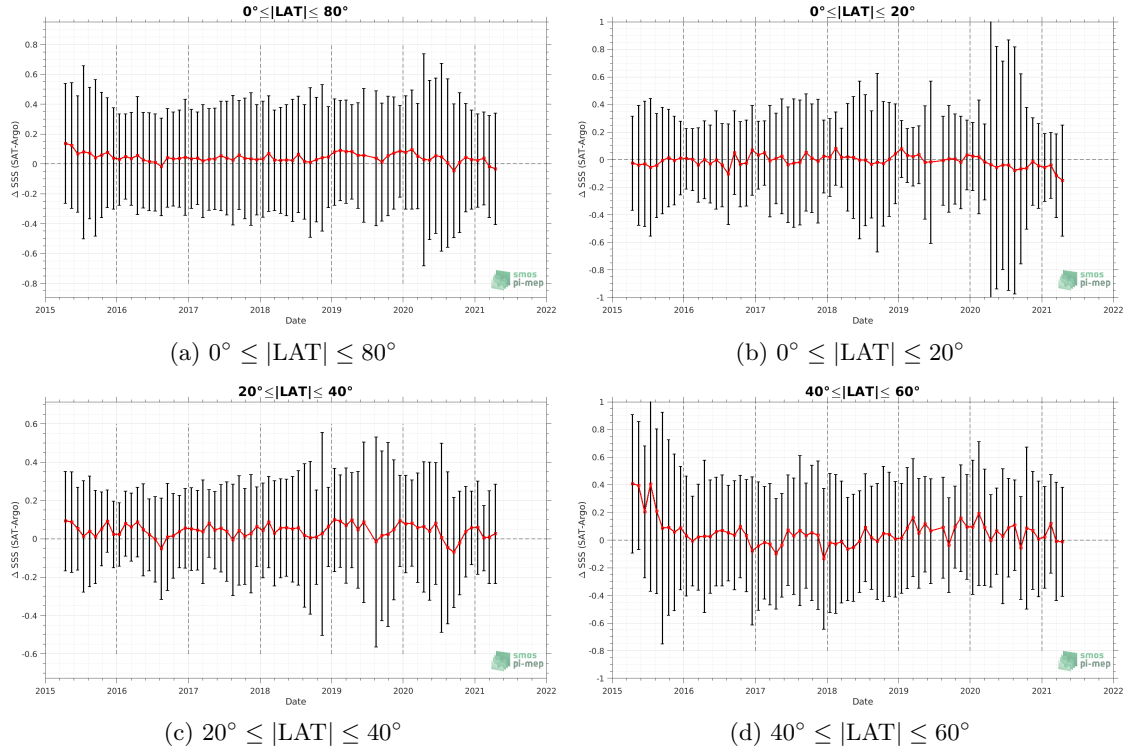 0°≤|LAT|≤ 80°
Δ SSS (SAT-Argo)
0.8
0.6
0.4
0.2
0
-0.2
-0.4
-0.6
-0.8
2015 2016 2017 2018 2019 2020 2021 2022
Date
smos
pi-mep
(a) 0° ≤ |LAT| ≤ 80°
0°≤|LAT|≤ 20°
Δ SSS (SAT-Argo)
1
0.8
0.6
0.4
0.2
0
-0.2
-0.4
-0.6
-0.8
-1
2015 2016 2017 2018 2019 2020 2021 2022
Date
smos
pi-mep
(b) 0° ≤ |LAT| ≤ 20°
20°≤|LAT|≤ 40°
Δ SSS (SAT-Argo)
0.6
0.4
0.2
0
-0.2
-0.4
-0.6
2015 2016 2017 2018 2019 2020 2021 2022
Date
smos
pi-mep
(c) 20° ≤ |LAT| ≤ 40°
40°≤|LAT|≤ 60°
Δ SSS (SAT-Argo)
1
0.8
0.6
0.4
0.2
0
-0.2
-0.4
-0.6
-0.8
-1
2015 2016 2017 2018 2019 2020 2021 2022
Date
smos
pi-mep
(d) 40° ≤ |LAT| ≤ 60°